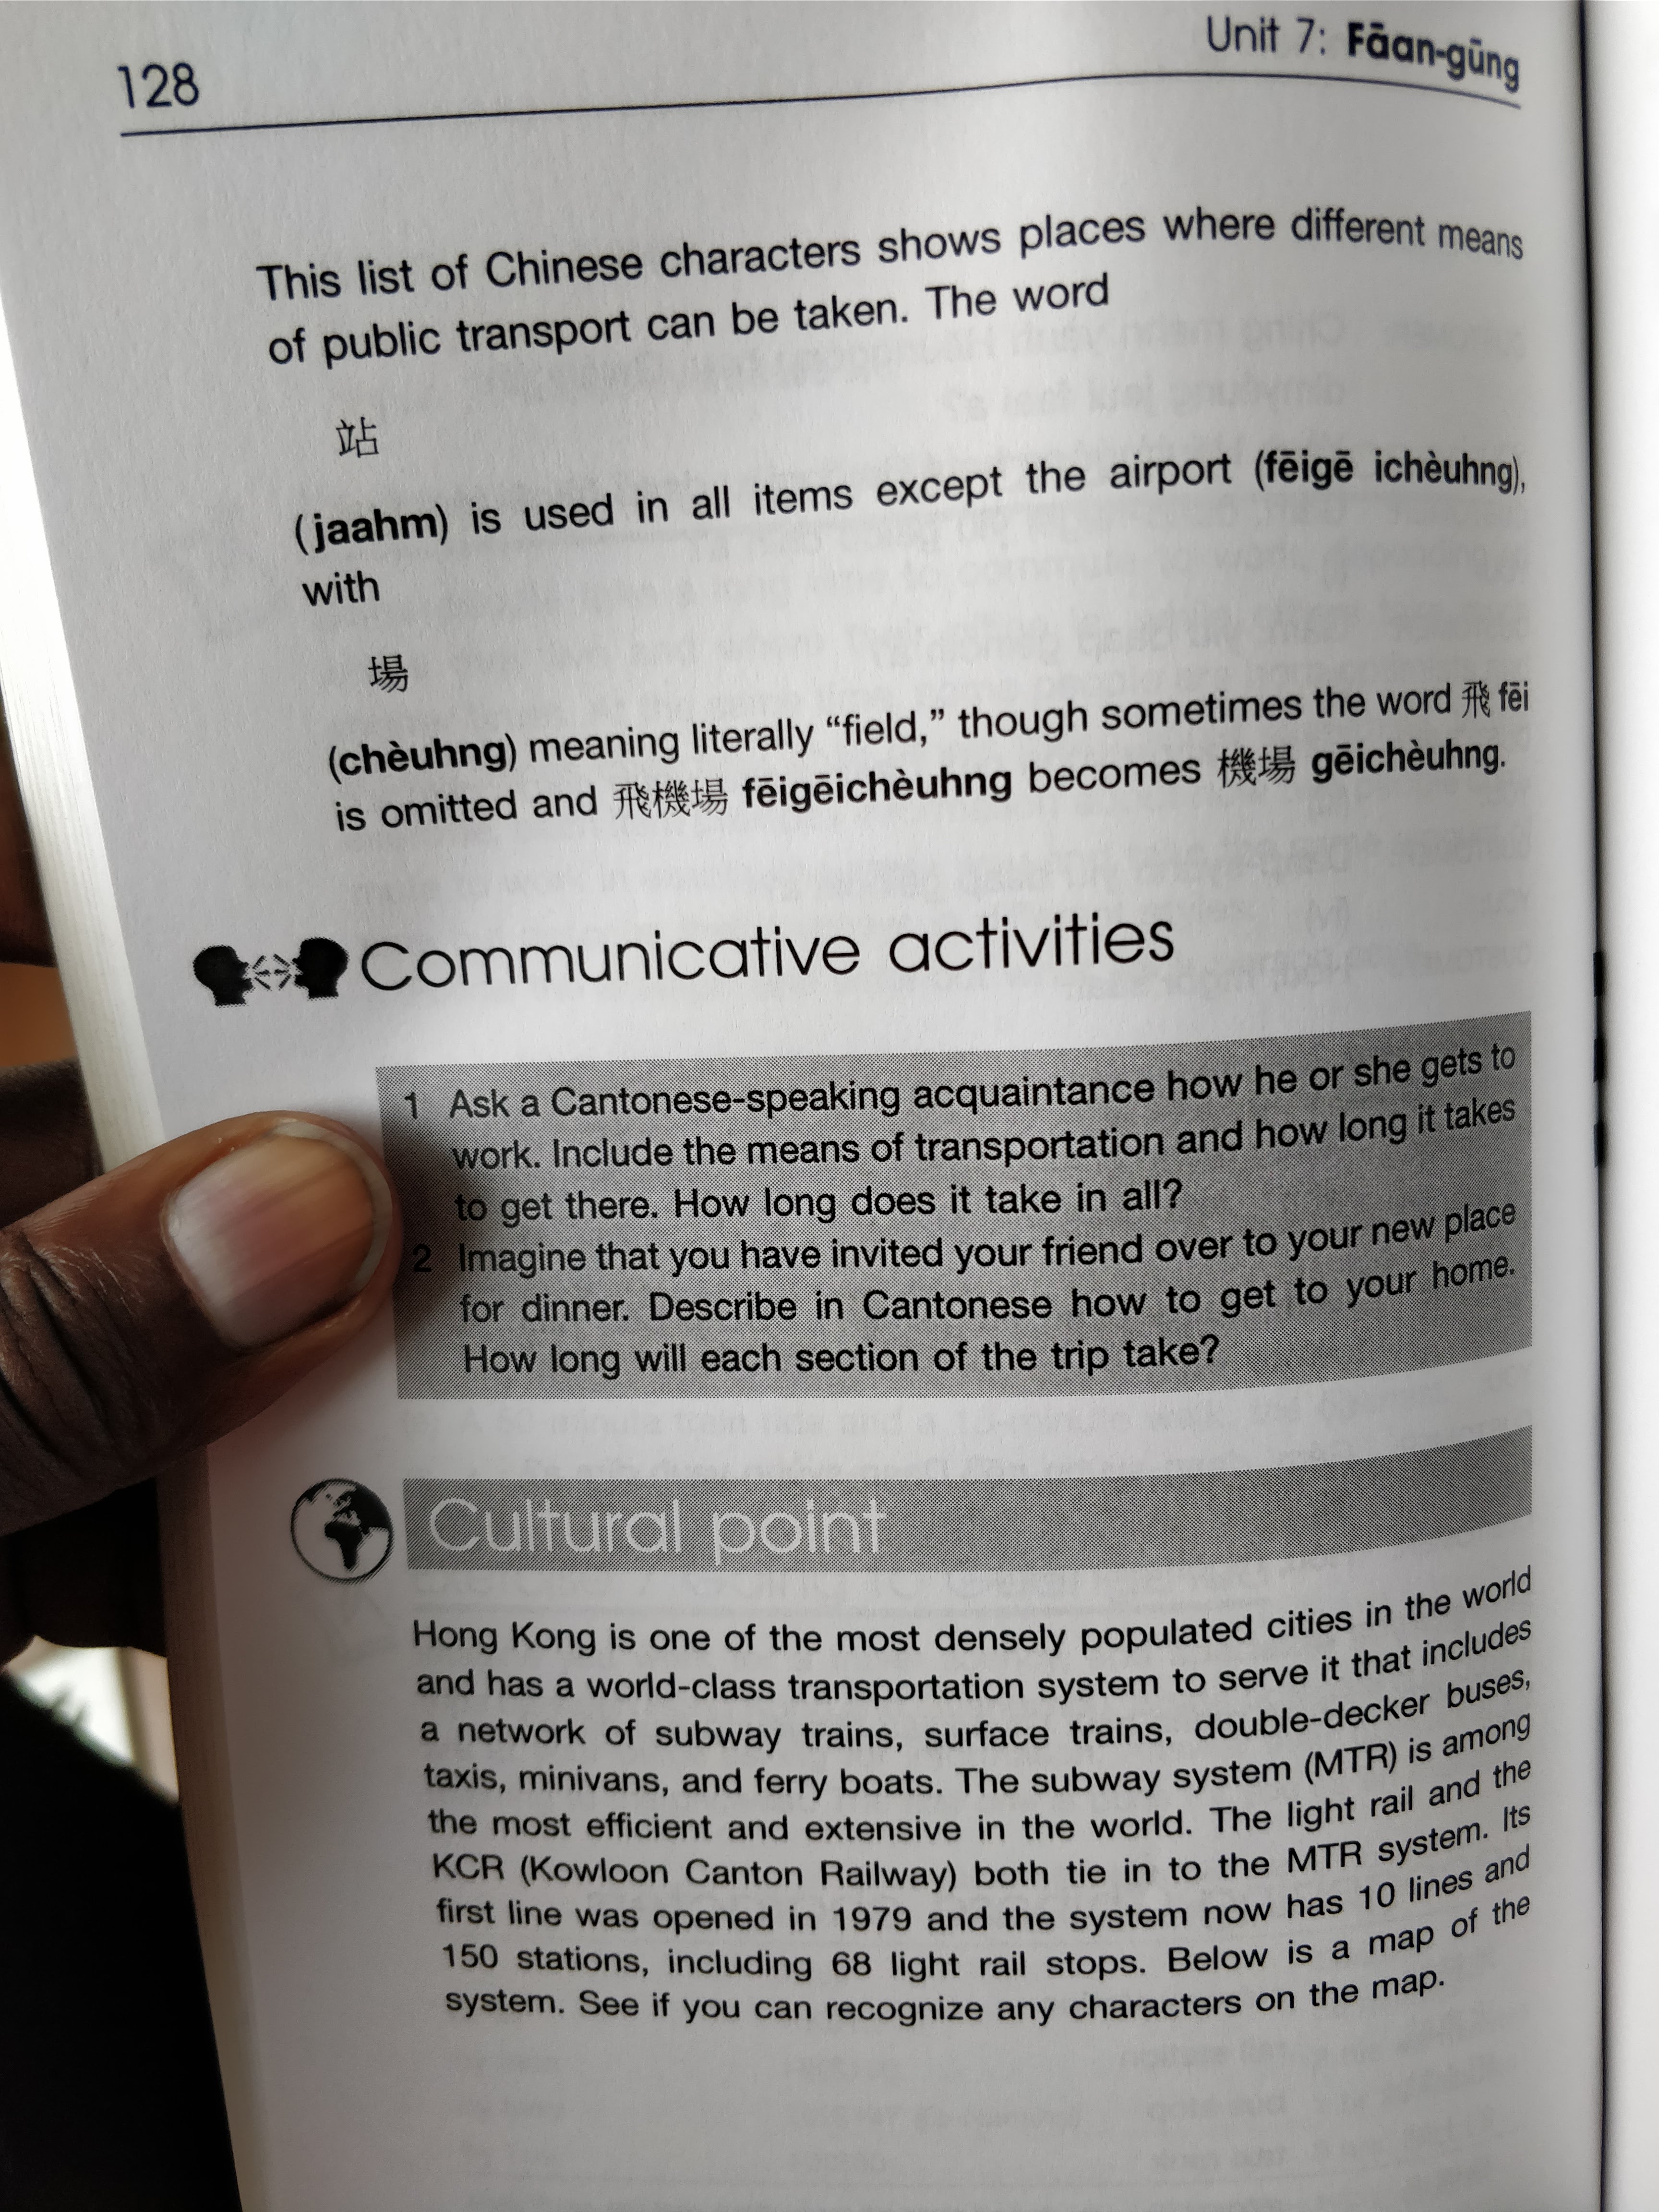 128
Unit 7: Fāan-gūng
This list of Chinese characters shows places where different means
of public transport can be taken. The word
站
(jaahm) is used in all items except the airport (fēigē ichèuhng),
with
場
(chèuhng) meaning literally “field,” though sometimes the word 飛 fēi
is omitted and 飛機場 fēigēichèuhng becomes 機場 gēichèuhng.
Communicative activities
1 Ask a Cantonese-speaking acquaintance how he or she gets to
work. Include the means of transportation and how long it takes
to get there. How long does it take in all?
2 Imagine that you have invited your friend over to your new place
for dinner. Describe in Cantonese how to get to your home.
How long will each section of the trip take?
Cultural point
Hong Kong is one of the most densely populated cities in the world
and has a world-class transportation system to serve it that includes
a network of subway trains, surface trains, double-decker buses,
taxis, minivans, and ferry boats. The subway system (MTR) is among
the most efficient and extensive in the world. The light rail and the
KCR (Kowloon Canton Railway) both tie in to the MTR system. Its
first line was opened in 1979 and the system now has 10 lines and
150 stations, including 68 light rail stops. Below is a map of the
system. See if you can recognize any characters on the map.